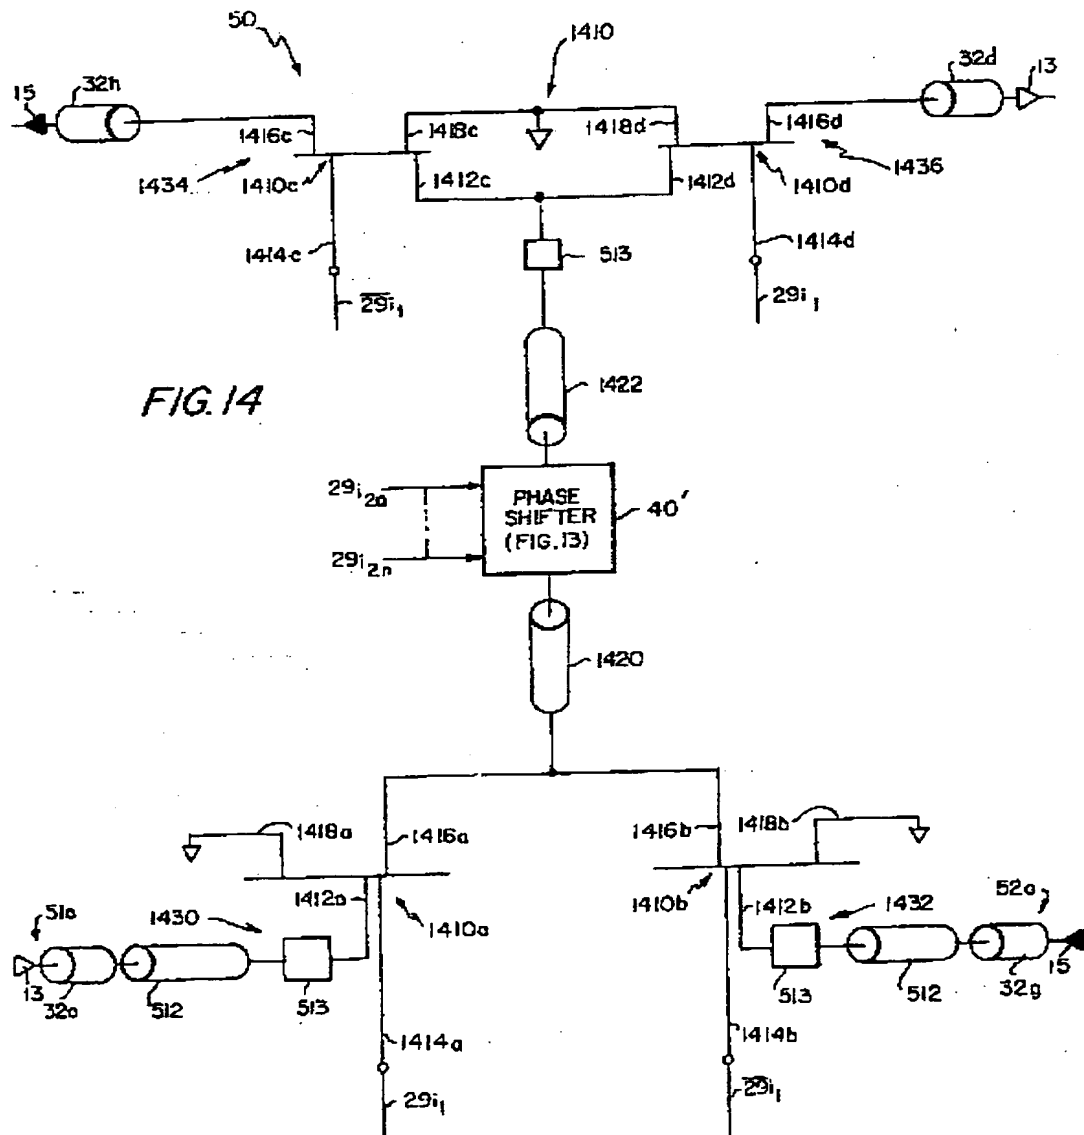 50
1410
15
32h
32d
13
1416c
1418c
1418d
1416d
1434
1410c
1412c
1412d
1410d
1436
1414c
513
1414d
29i1
29i1
FIG. 14
1422
29i2a
PHASE
SHIFTER
(FIG. 13)
40'
29i2n
1420
1418a
1416a
1416b
1418b
51a
1430
1412a
1410a
1410b
1412b
1432
52a
13
32a
512
513
513
512
32g
15
1414a
1414b
29i1
29i1